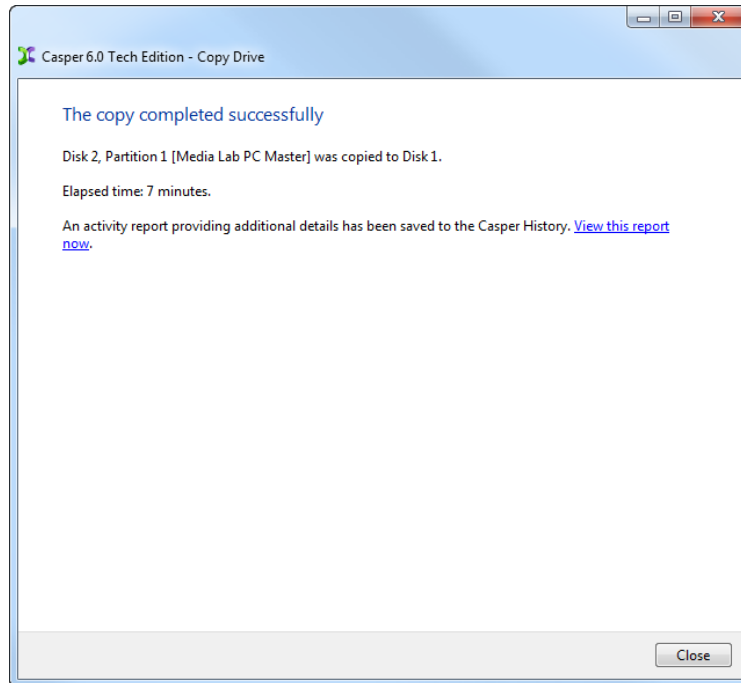 Casper 6.0 Tech Edition - Copy Drive
The copy completed successfully
Disk 2, Partition 1 [Media Lab PC Master] was copied to Disk 1.
Elapsed time: 7 minutes.
An activity report providing additional details has been saved to the Casper History. View this report
now.
Close